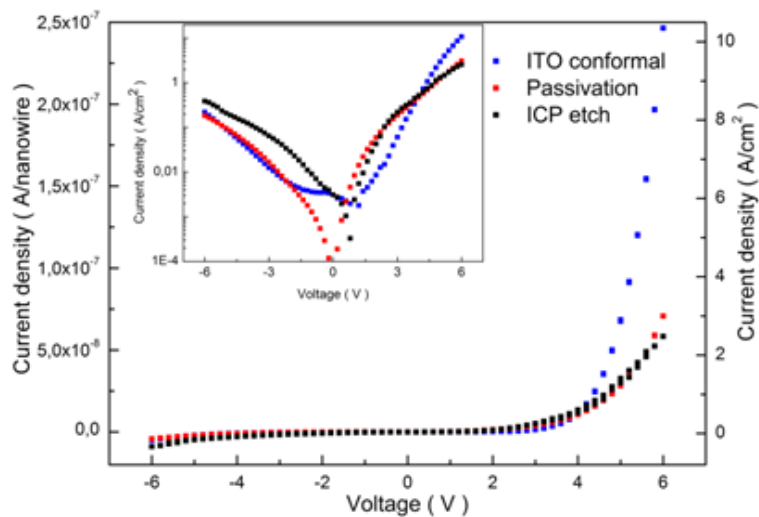 2,5x10⁻⁷
2,0x10⁻⁷
1,5x10⁻⁷
1,0x10⁻⁷
5,0x10⁻⁸
0,0
Current density ( A/nanowire )
-6
-4
-2
0
2
4
6
Voltage ( V )
10
8
6
4
2
0
Current density ( A/cm² )
ITO conformal
Passivation
ICP etch
1
0,01
1E-4
Current density ( A/cm² )
-6
-3
0
3
6
Voltage ( V )